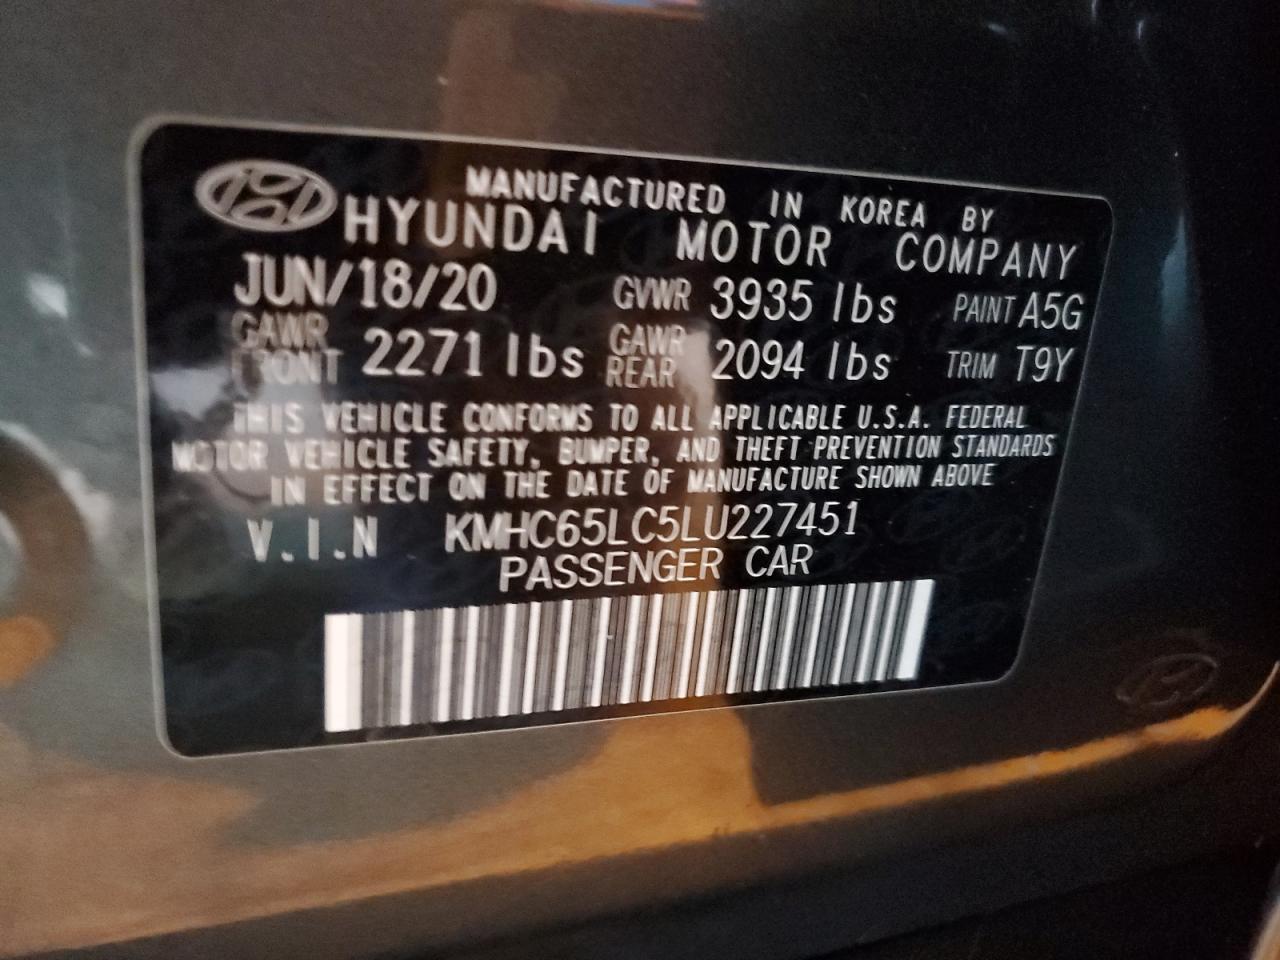 MANUFACTURED IN KOREA BY
HYUNDAI MOTOR COMPANY
JUN/18/20 GVWR 3935 lbs PAINT A5G
GAWR FRONT 2271 lbs GAWR REAR 2094 lbs TRIM T9Y
THIS VEHICLE CONFORMS TO ALL APPLICABLE U.S.A. FEDERAL
MOTOR VEHICLE SAFETY, BUMPER, AND THEFT PREVENTION STANDARDS
IN EFFECT ON THE DATE OF MANUFACTURE SHOWN ABOVE
V.I.N KMHC65LC5LU227451
PASSENGER CAR